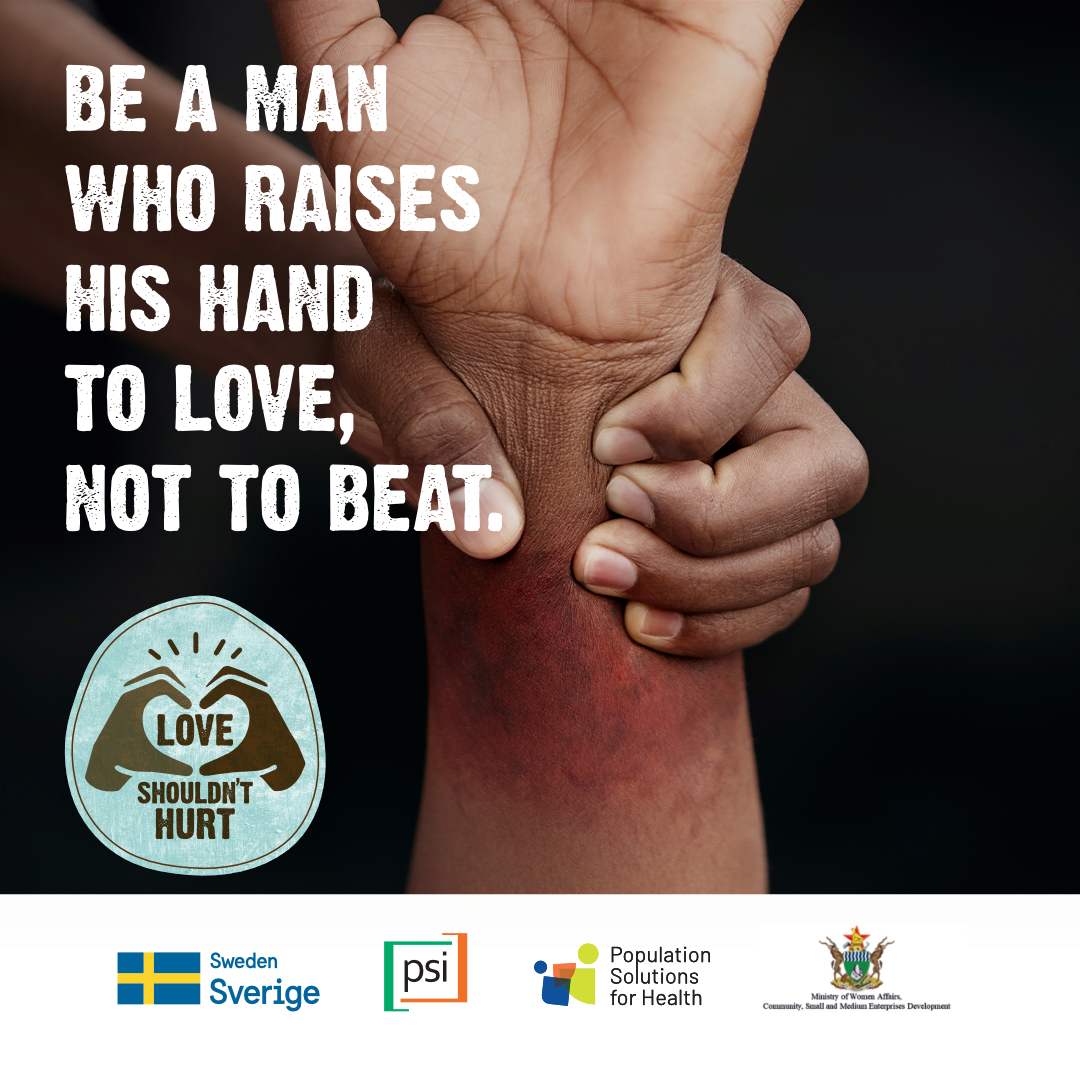 BE A MAN
WHO RAISES
HIS HAND
TO LOVE,
NOT TO BEAT.
LOVE
SHOULDN'T
HURT
Sweden
Sverige
psi
Population
Solutions
for Health
Ministry of Women Affairs,
Community, Small and Medium Enterprises Development